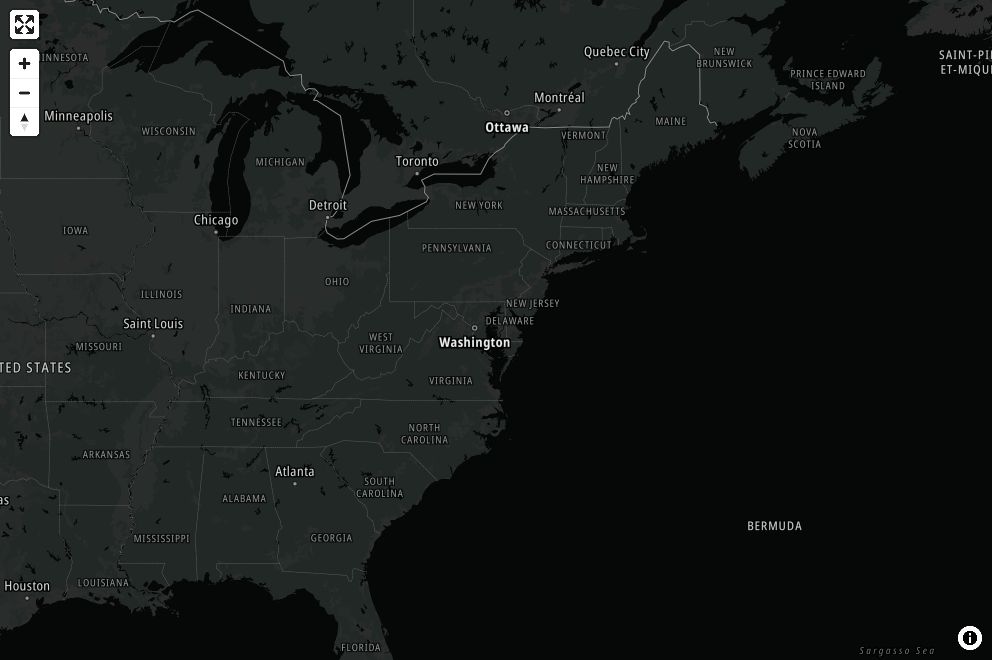 Quebec City
NEW
BRUNSWICK
SAINT-PI
ET-MIQU
INNESOTA
PRINCE EDWARD
ISLAND
Montréal
Minneapolis
Ottawa
MAINE
WISCONSIN
VERMONT
NOVA
SCOTIA
MICHIGAN
Toronto
NEW
HAMPSHIRE
Detroit
NEW YORK
MASSACHUSETTS
Chicago
IOWA
PENNSYLVANIA
CONNECTICUT
OHIO
ILLINOIS
INDIANA
NEW JERSEY
Saint Louis
DELAWARE
MISSOURI
WEST
VIRGINIA
Washington
TED STATES
KENTUCKY
VIRGINIA
TENNESSEE
NORTH
CAROLINA
ARKANSAS
Atlanta
SOUTH
CAROLINA
as
ALABAMA
BERMUDA
MISSISSIPPI
GEORGIA
Houston
LOUISIANA
FLORIDA
Sargasso Sea